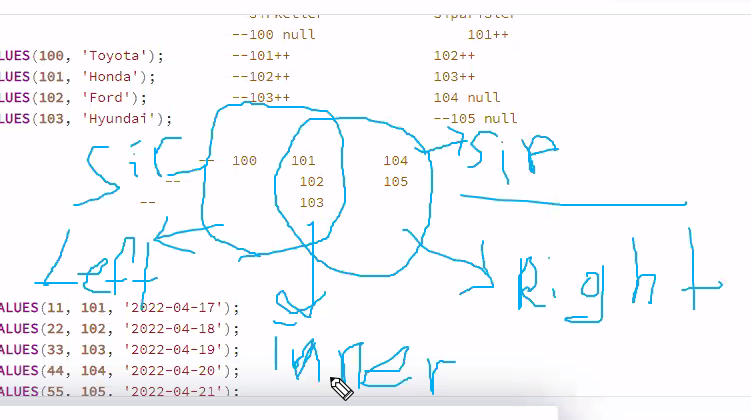 --100 null 101++
LUES(100, 'Toyota'); --101++ 102++
LUES(101, 'Honda'); --102++ 103++
LUES(102, 'Ford'); --103++ 104 null
LUES(103, 'Hyundai'); --105 null
Sir Sip
-- 100 101 104
-- 102 105
-- 103
Left Right
ALUES(11, 101, '2022-04-17');
ALUES(22, 102, '2022-04-18');
ALUES(33, 103, '2022-04-19');
inner
ALUES(44, 104, '2022-04-20');
ALUES(55, 105, '2022-04-21');